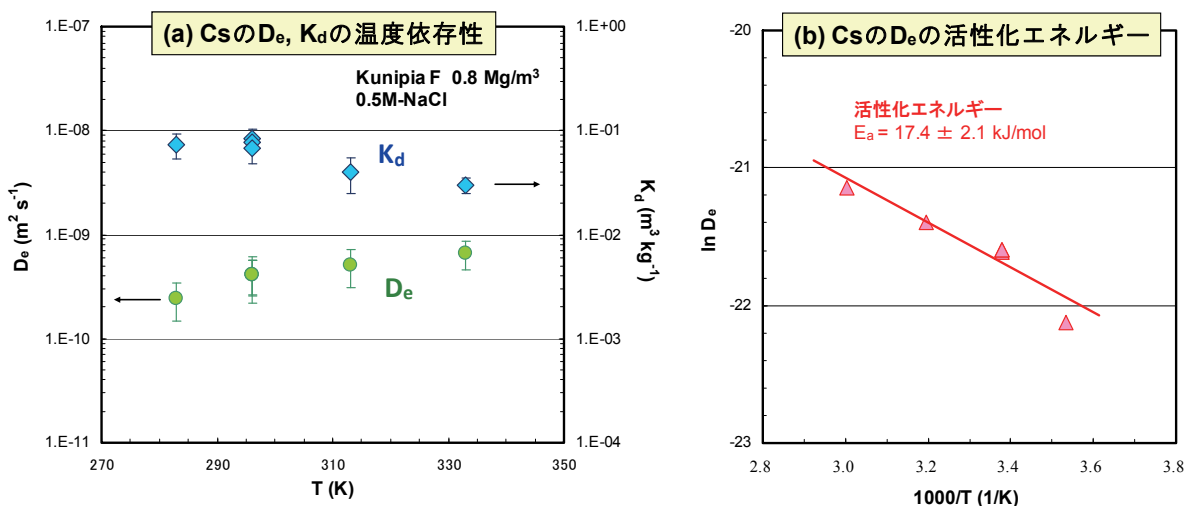 (a) CsのDe, Kdの温度依存性
Kunipia F 0.8 Mg/m3
0.5M-NaCl
1.E-07
1.E-08
1.E-09
1.E-10
1.E-11
De (m2 s-1)
Kd
De
1.E+00
1.E-01
1.E-02
1.E-03
1.E-04
Kd (m3 kg-1)
270
290
310
330
350
T (K)
(b) CsのDeの活性化エネルギー
活性化エネルギー
Ea = 17.4 ± 2.1 kJ/mol
-20
-21
-22
-23
ln De
2.8
3.0
3.2
3.4
3.6
3.8
1000/T (1/K)